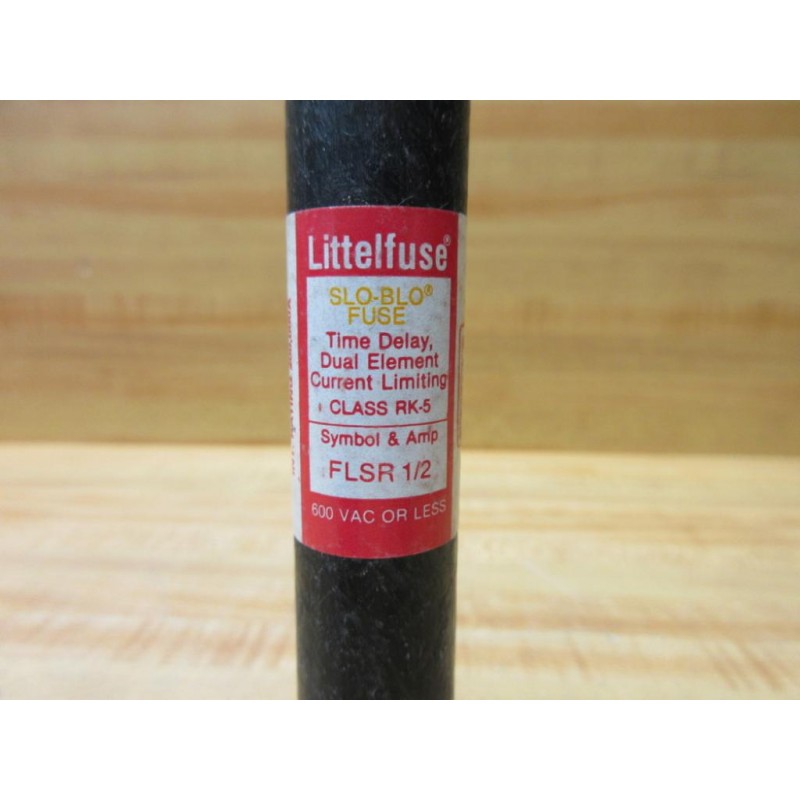 Littelfuse®
SLO-BLO®
FUSE
Time Delay,
Dual Element
Current Limiting
CLASS RK-5
Symbol & Amp
FLSR 1/2
600 VAC OR LESS